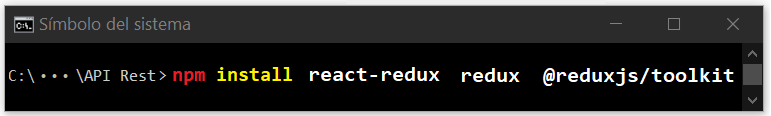 Símbolo del sistema
C:\ ••• \API Rest> npm install react-redux redux @reduxjs/toolkit